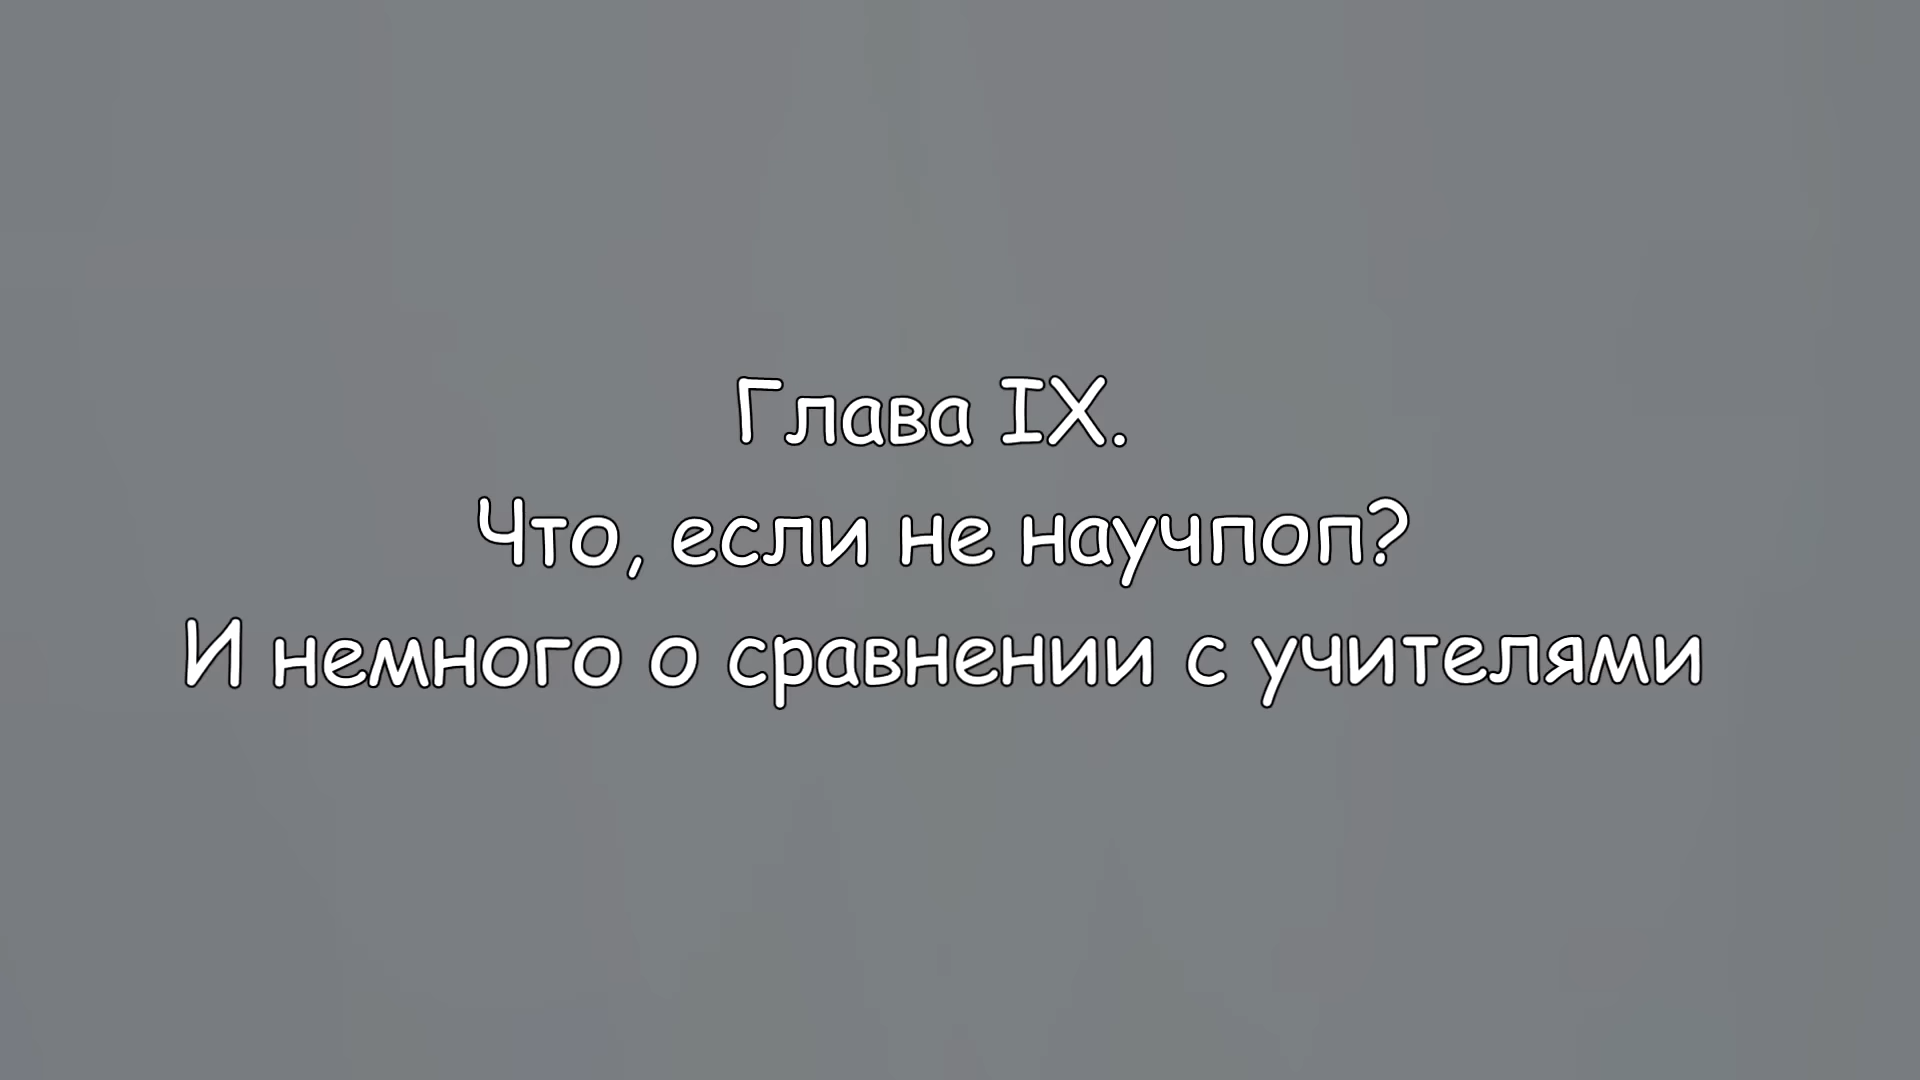 Глава IX.
Что, если не научпоп?
И немного о сравнении с учителями